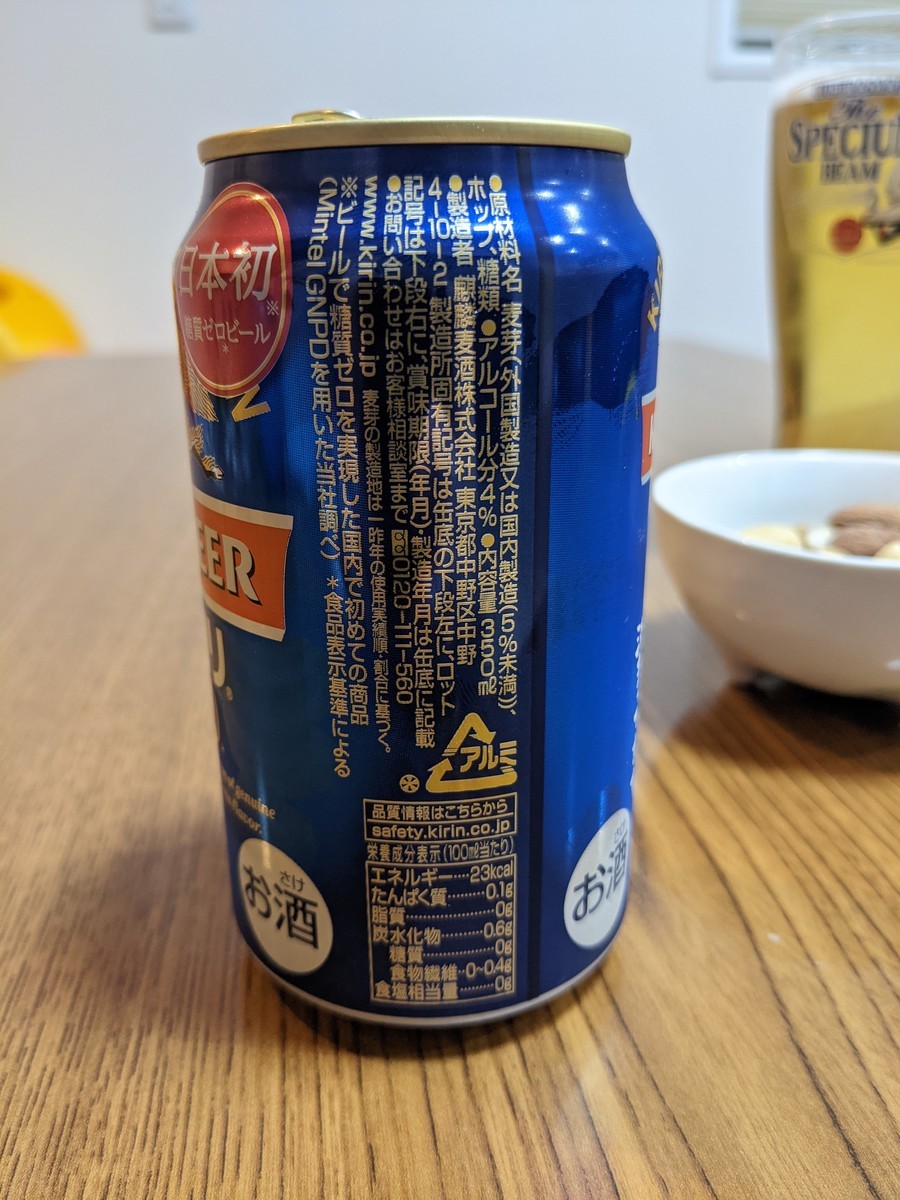 日本初※
糖質ゼロビール
*
EER
●原材料名 麦芽(外国製造又は国内製造(5%未満)、
ホップ、糖類 ●アルコール分4% ●内容量 350ml
●製造者 麒麟麦酒株式会社 東京都中野区中野
4-10-2 製造所固有記号は缶底の下段左に、ロット
記号は下段右に、賞味期限(年月)・製造年月は缶底に記載
●お問い合わせはお客様相談室まで 0120-111-560
www.kirin.co.jp 麦芽の製造地は一昨年の使用実績順・割合に基づく。
※ビールで糖質ゼロを実現した国内で初めての商品
(Mintel GNPDを用いた当社調べ) *食品表示基準による
アルミ
品質情報はこちらから
safety.kirin.co.jp
栄養成分表示(100ml当たり)
エネルギー…23kcal
たんぱく質………0.1g
脂質……………0g
炭水化物………0.6g
糖質…………0g
食物繊維…0~0.4g
食塩相当量………0g
genuine
flavor.
さけ
お酒
さけ
お酒
The
SPECIUM
BEAM